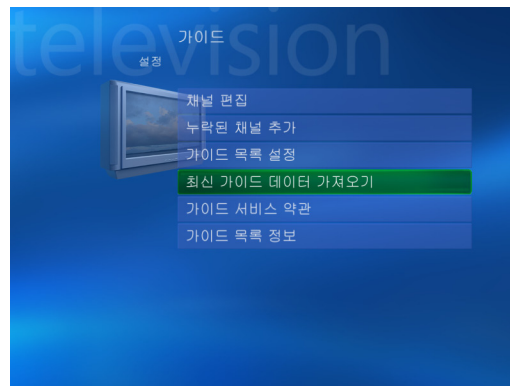 television
가이드
설정
채널 편집
누락된 채널 추가
가이드 목록 설정
최신 가이드 데이터 가져오기
가이드 서비스 약관
가이드 목록 정보